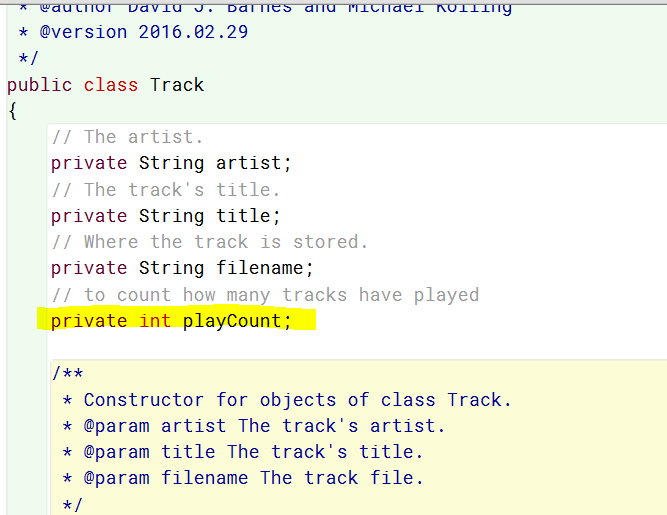 * @author David J. Barnes and Michael Kölling
* @version 2016.02.29
*/
public class Track
{
// The artist.
private String artist;
// The track's title.
private String title;
// Where the track is stored.
private String filename;
// to count how many tracks have played
private int playCount;
/**
* Constructor for objects of class Track.
* @param artist The track's artist.
* @param title The track's title.
* @param filename The track file.
*/